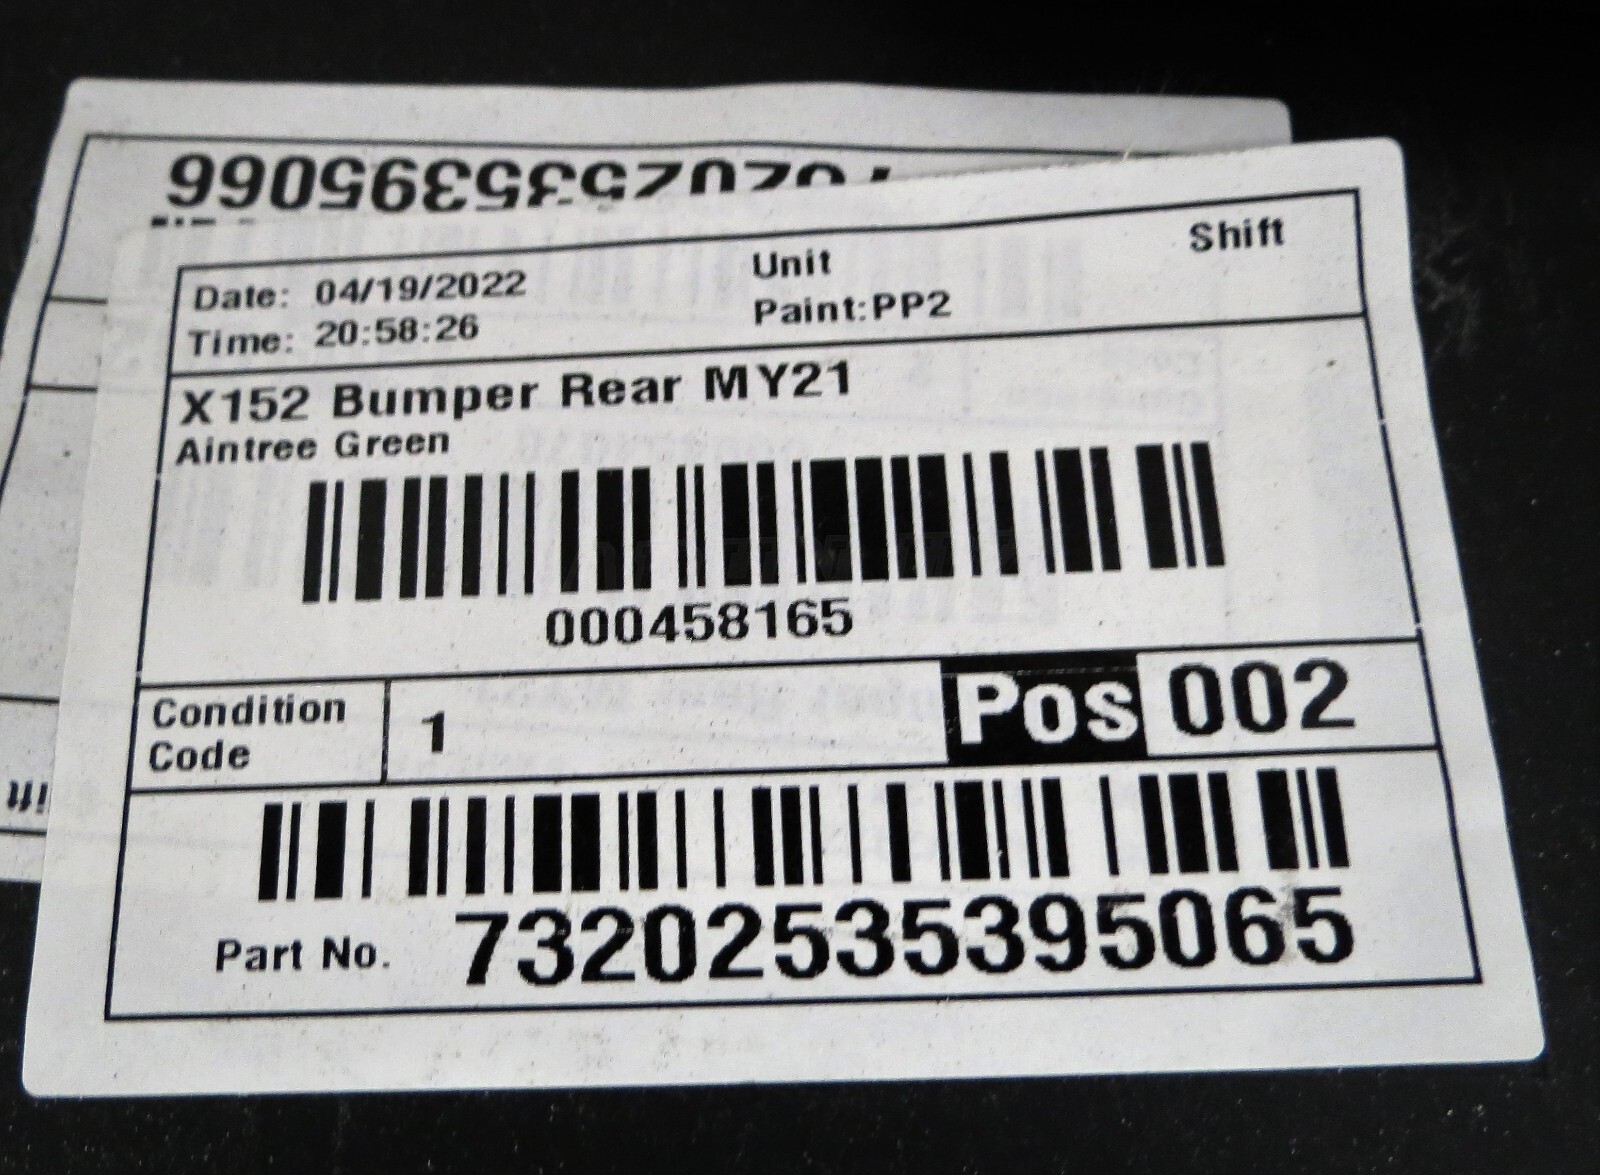 Date: 04/19/2022
Time: 20:58:26
Unit
Paint:PP2
Shift
X152 Bumper Rear MY21
Aintree Green
000458165
Condition Code
1
Pos 002
Part No. 73202535395065